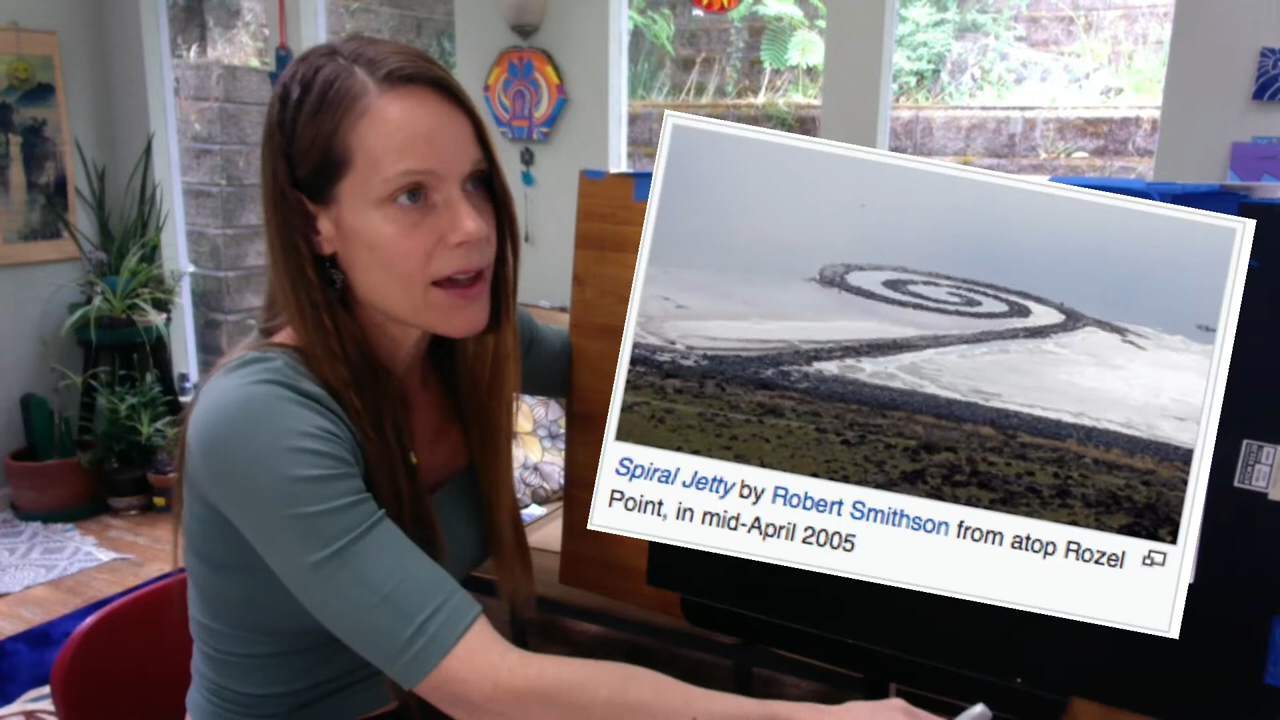 Spiral Jetty by Robert Smithson from atop Rozel
Point, in mid-April 2005